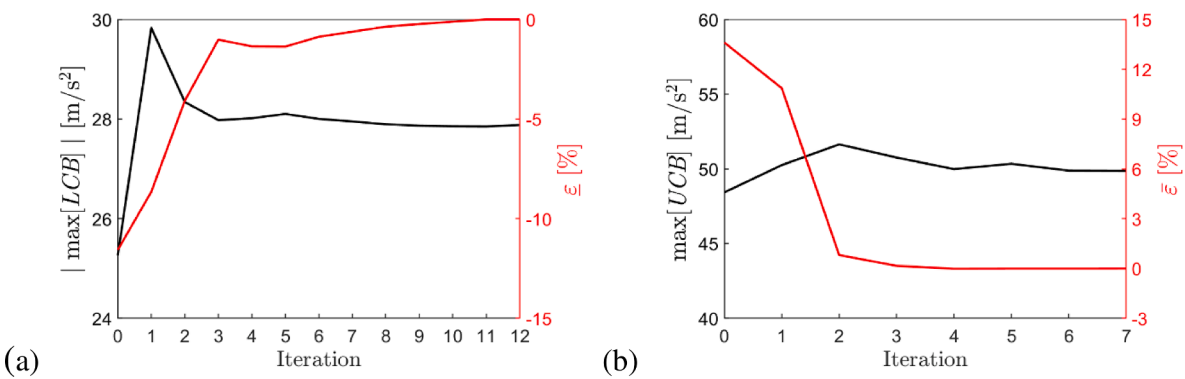 30
28
26
24
| max[LCB] | [m/s²]
0
-5
-10
-15
ε [%]
0 1 2 3 4 5 6 7 8 9 10 11 12
Iteration
(a)
60
55
50
45
40
max[UCB] [m/s²]
15
12
9
6
3
0
-3
ε̄ [%]
0 1 2 3 4 5 6 7
Iteration
(b)